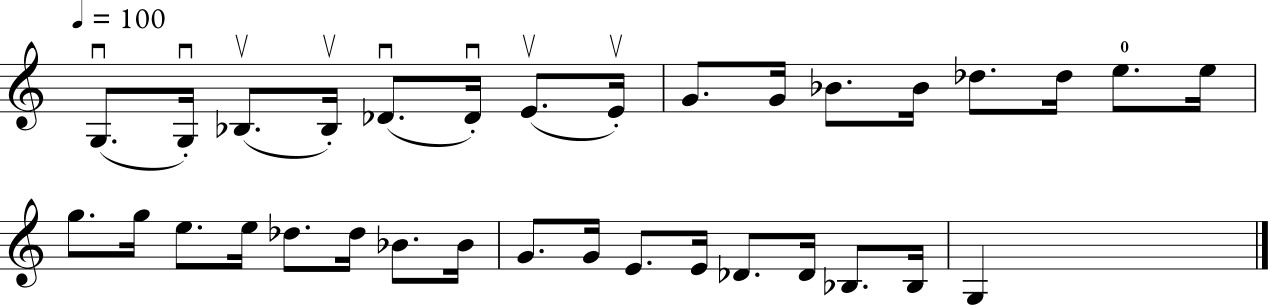 ♩ = 100
0